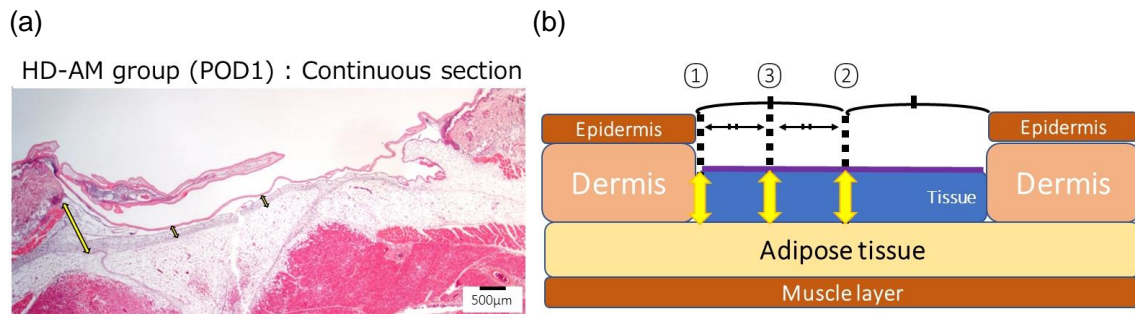 (a)
HD-AM group (POD1) : Continuous section
500μm
(b)
① ③ ②
Epidermis Epidermis
Dermis Dermis
Tissue
Adipose tissue
Muscle layer